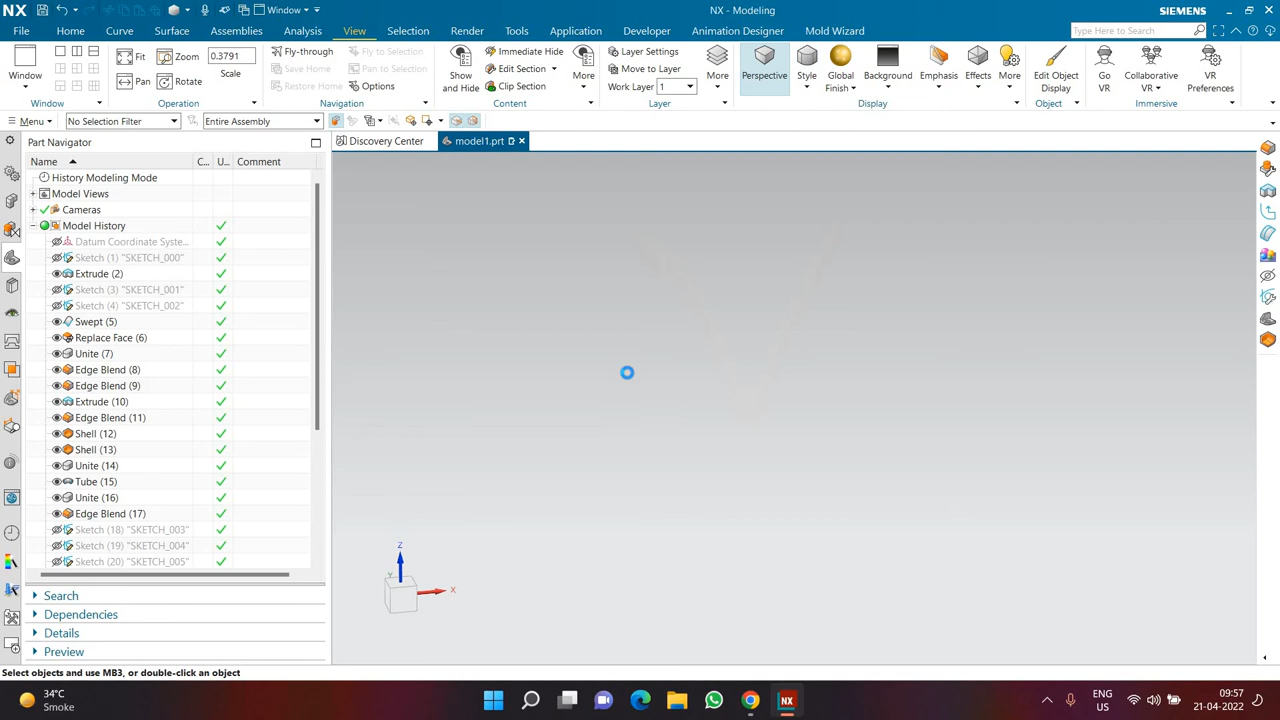 NX
Window
NX - Modeling
SIEMENS
File
Home
Curve
Surface
Assemblies
Analysis
View
Selection
Render
Tools
Application
Developer
Animation Designer
Mold Wizard
Type Here to Search
Window
Fit
Pan
Zoom
Rotate
0.3791
Scale
Fly-through
Save Home
Restore Home
Fly to Selection
Pan to Selection
Options
Show and Hide
Immediate Hide
Edit Section
Clip Section
More
Layer Settings
Move to Layer
Work Layer 1
More
Perspective
Style
Global Finish
Background
Emphasis
Effects
More
Edit Object Display
Go VR
Collaborative VR
VR Preferences
Window
Operation
Navigation
Content
Layer
Display
Object
Immersive
Menu
No Selection Filter
Entire Assembly
Part Navigator
Discovery Center
model1.prt
Name
C...
U...
Comment
History Modeling Mode
Model Views
Cameras
Model History
Datum Coordinate Syste...
Sketch (1) "SKETCH_000"
Extrude (2)
Sketch (3) "SKETCH_001"
Sketch (4) "SKETCH_002"
Swept (5)
Replace Face (6)
Unite (7)
Edge Blend (8)
Edge Blend (9)
Extrude (10)
Edge Blend (11)
Shell (12)
Shell (13)
Unite (14)
Tube (15)
Unite (16)
Edge Blend (17)
Sketch (18) "SKETCH_003"
Sketch (19) "SKETCH_004"
Sketch (20) "SKETCH_005"
Z
Y
X
Search
Dependencies
Details
Preview
Select objects and use MB3, or double-click an object
34°C
Smoke
NX
ENG
US
09:57
21-04-2022